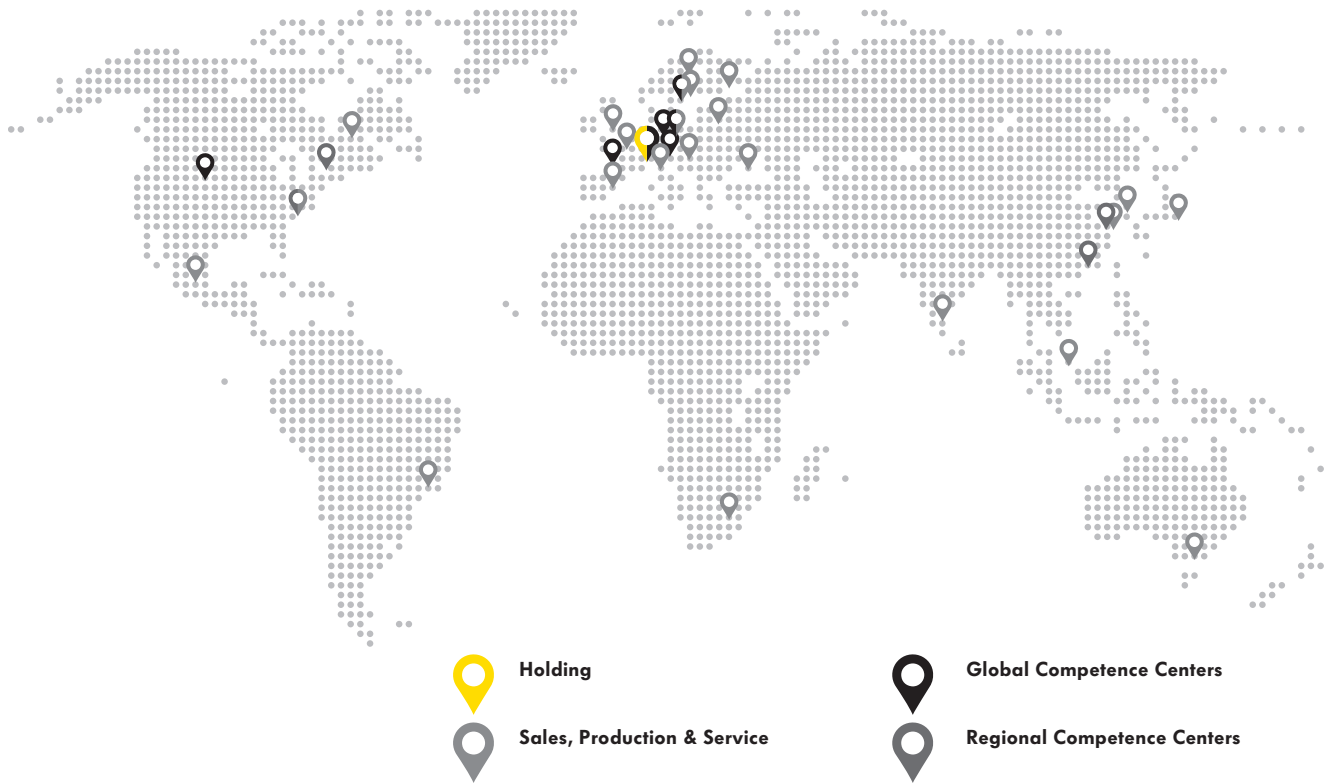 Holding
Global Competence Centers
Sales, Production & Service
Regional Competence Centers